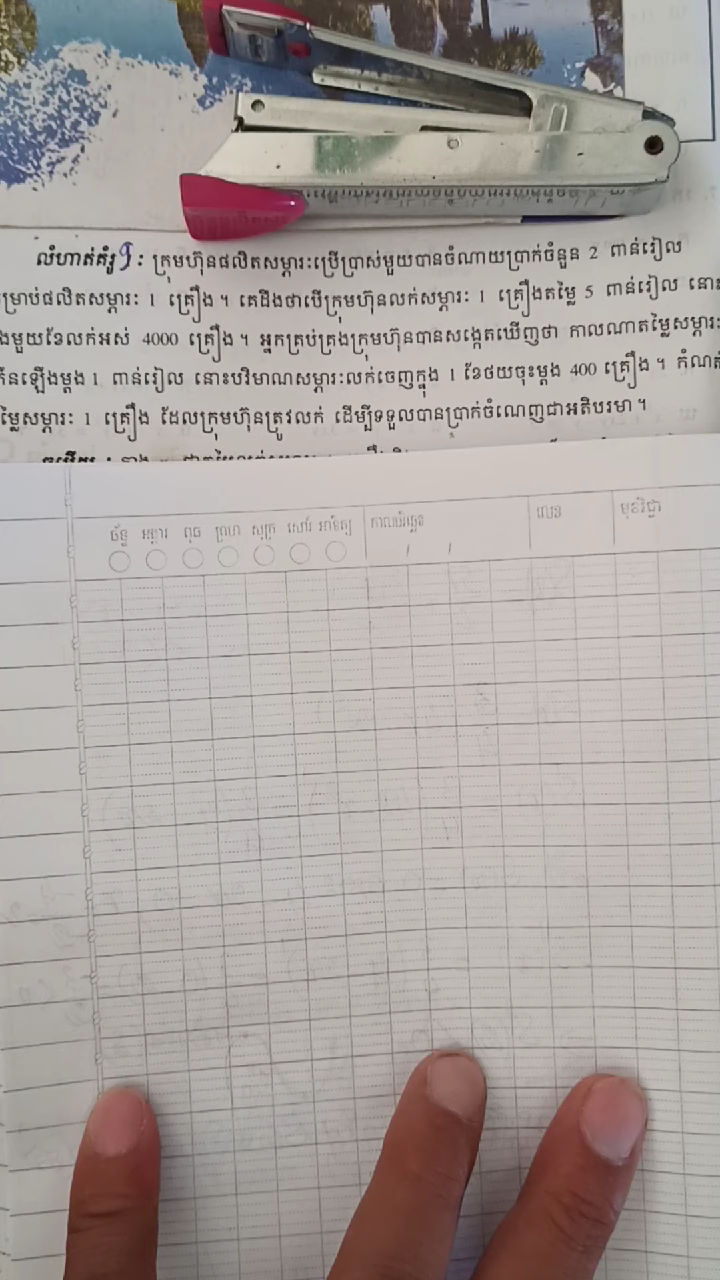 លំហាត់គំរូ 9 : ក្រុមហ៊ុនផលិតសម្ភារៈប្រើប្រាស់មួយបានចំណាយប្រាក់ចំនួន 2 ពាន់រៀល
ម្រាប់ផលិតសម្ភារៈ 1 គ្រឿង ។ គេដឹងថាបើក្រុមហ៊ុនលក់សម្ភារៈ 1 គ្រឿងតម្លៃ 5 ពាន់រៀល នោះ
ងមួយខែលក់អស់ 4000 គ្រឿង ។ អ្នកគ្រប់គ្រងក្រុមហ៊ុនបានសង្កេតឃើញថា កាលណាតម្លៃសម្ភារៈ
កើនឡើងម្តង 1 ពាន់រៀល នោះបរិមាណសម្ភារៈលក់ចេញក្នុង 1 ខែថយចុះម្តង 400 គ្រឿង ។ កំណត់
ម្លៃសម្ភារៈ 1 គ្រឿង ដែលក្រុមហ៊ុនត្រូវលក់ ដើម្បីទទួលបានប្រាក់ចំណេញជាអតិបរមា ។
ច័ន្ទ អង្គារ ពុធ ព្រហ សុក្រ សៅរ៍ អាទិត្យ កាលបរិច្ឆេទ លេខ មុខវិជ្ជា
/ /